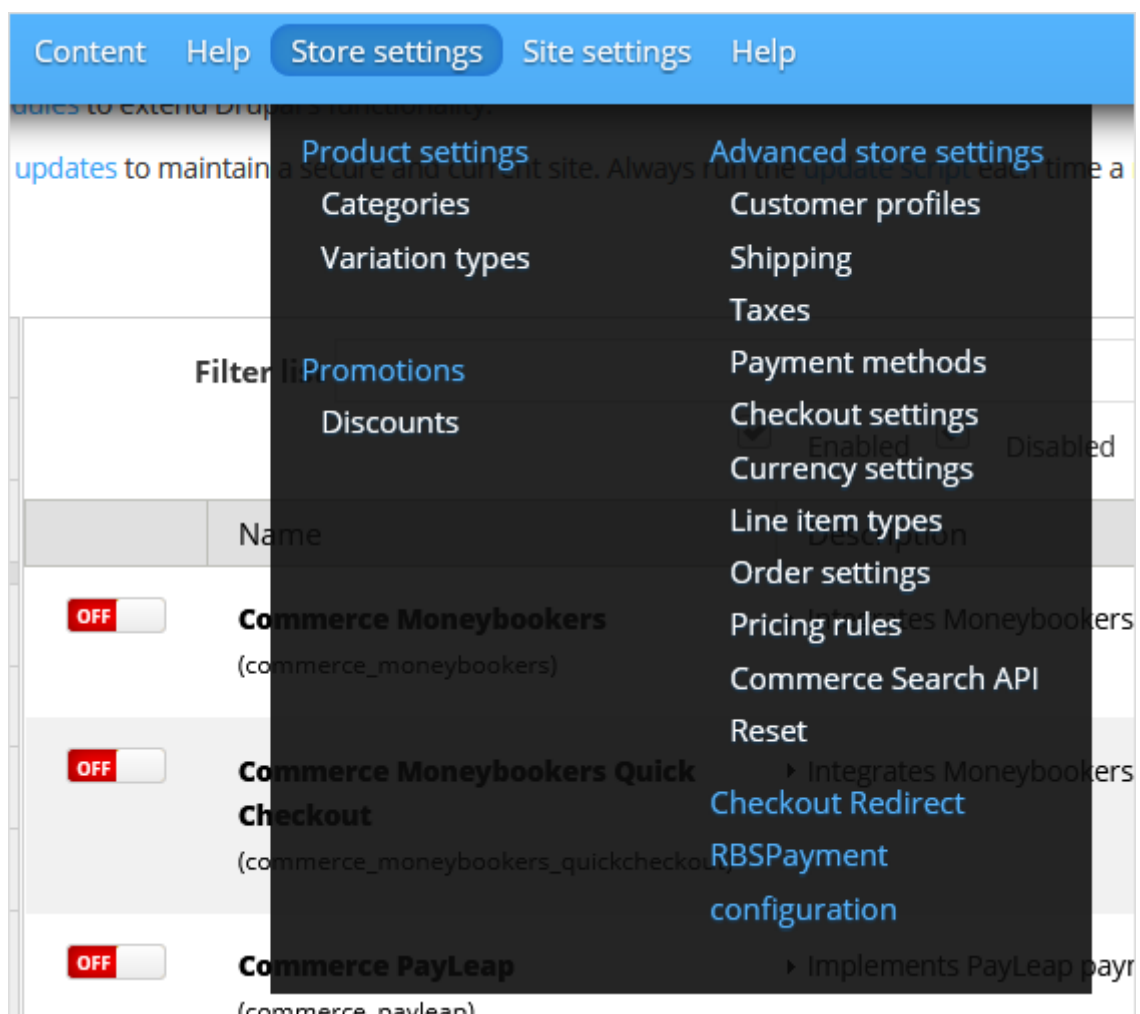 Content Help Store settings Site settings Help
dules to extend Drupal's functionality.
updates to maintain a secure and current site. Always run the update script each time a
Product settings
Categories
Variation types
Promotions
Discounts
Advanced store settings
Customer profiles
Shipping
Taxes
Payment methods
Checkout settings
Currency settings
Line item types
Order settings
Pricing rules
Commerce Search API
Reset
Checkout Redirect
RBSPayment
configuration
Filter list
Enabled Disabled
Name Description
OFF Commerce Moneybookers Integrates Moneybookers
(commerce_moneybookers)
OFF Commerce Moneybookers Quick Integrates Moneybookers
Checkout
(commerce_moneybookers_quickcheckout)
OFF Commerce PayLeap Implements PayLeap
(commerce_payleap)